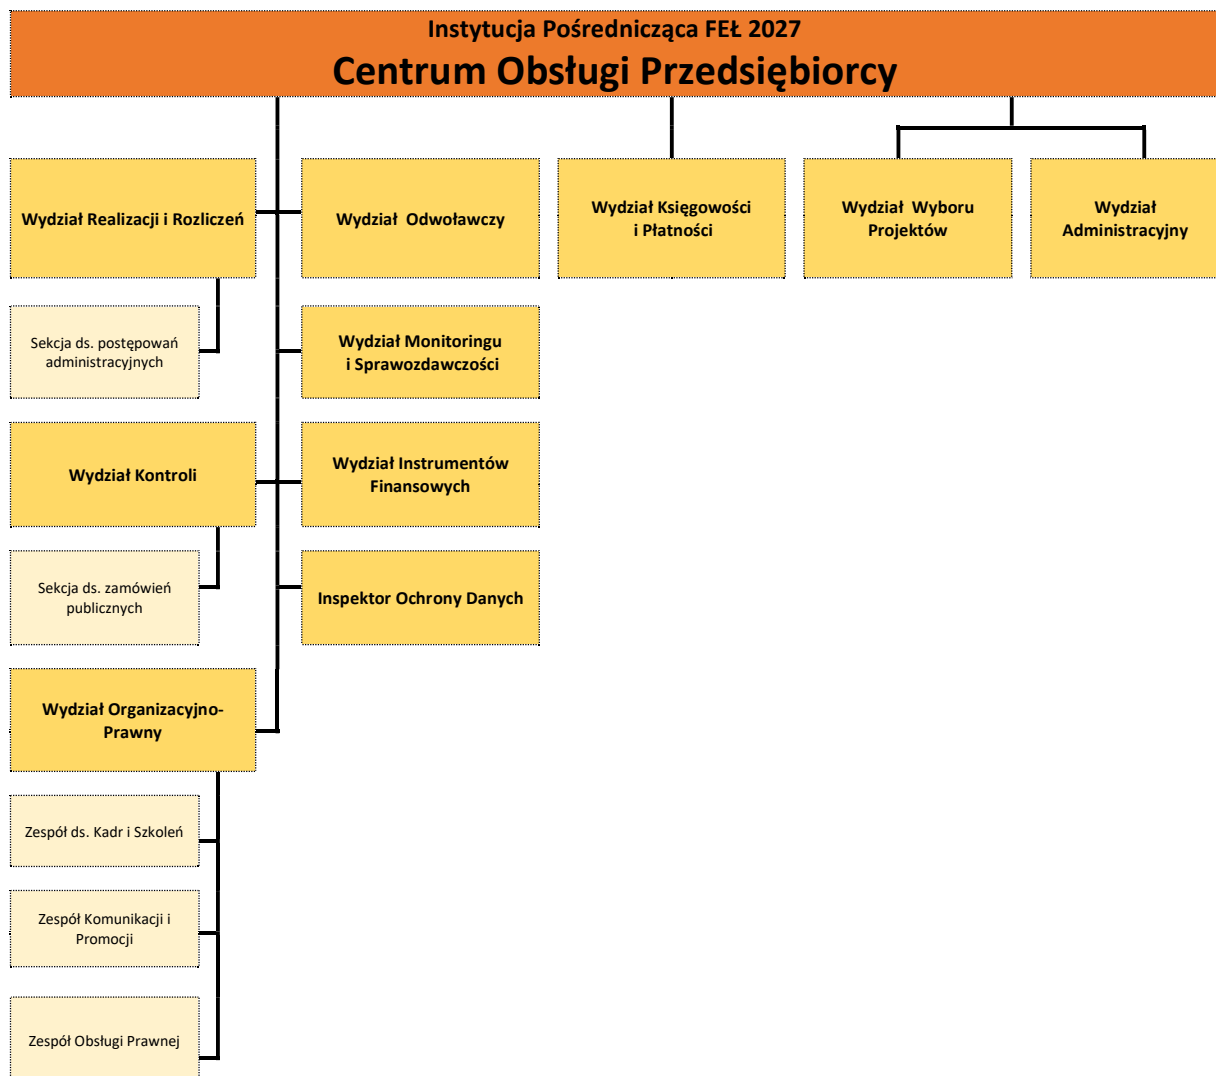 Instytucja Pośrednicząca FEŁ 2027
Centrum Obsługi Przedsiębiorcy
Wydział Realizacji i Rozliczeń
Wydział Odwoławczy
Wydział Księgowości
i Płatności
Wydział Wyboru
Projektów
Wydział
Administracyjny
Sekcja ds. postępowań
administracyjnych
Wydział Monitoringu
i Sprawozdawczości
Wydział Kontroli
Wydział Instrumentów
Finansowych
Sekcja ds. zamówień
publicznych
Inspektor Ochrony Danych
Wydział Organizacyjno-
Prawny
Zespół ds. Kadr i Szkoleń
Zespół Komunikacji i
Promocji
Zespół Obsługi Prawnej